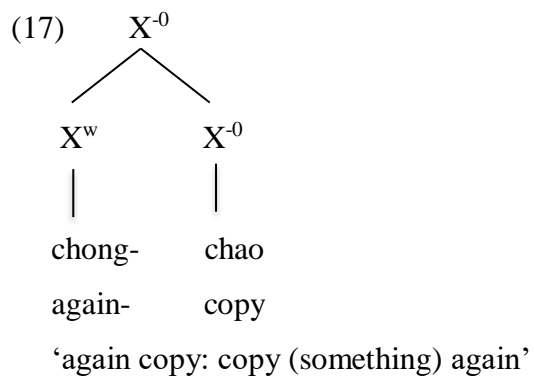 (17) X⁻⁰
Xʷ X⁻⁰
chong- chao
again- copy
‘again copy: copy (something) again’